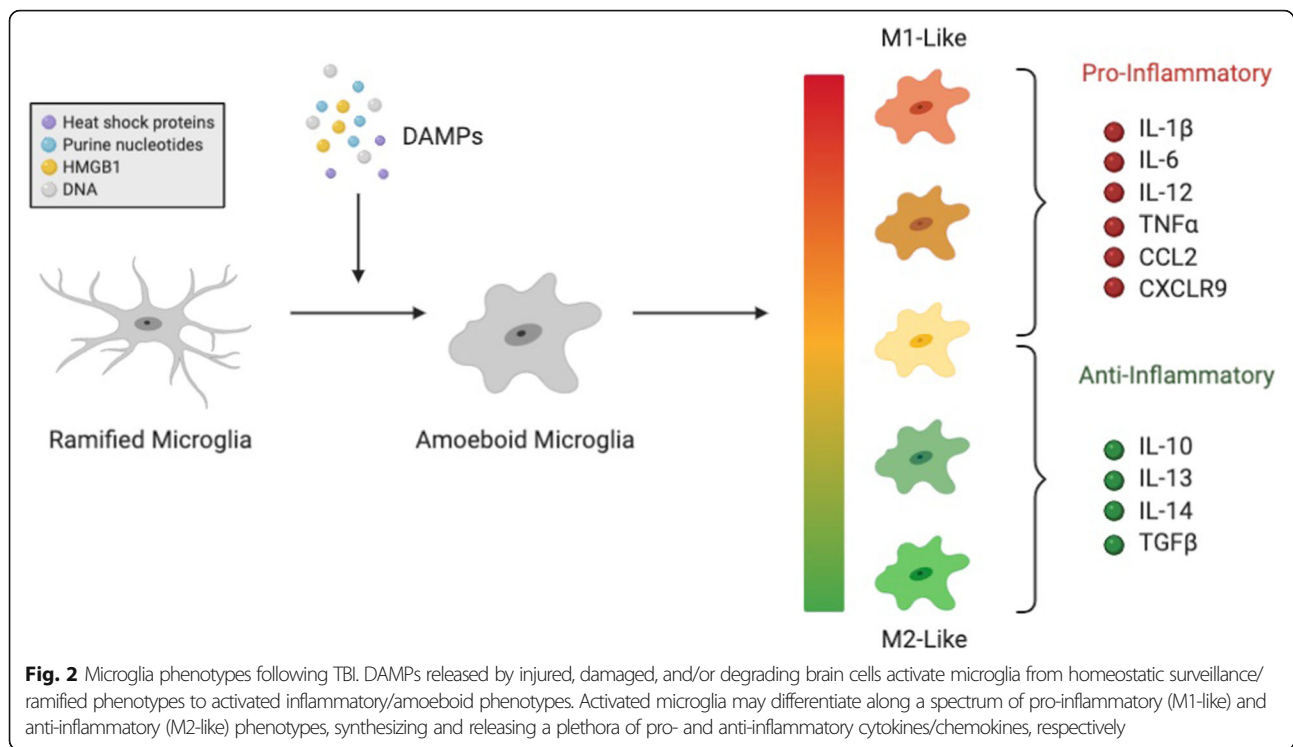 M1-Like
Pro-Inflammatory
Heat shock proteins
Purine nucleotides
HMGB1
DNA
DAMPs
IL-1β
IL-6
IL-12
TNFα
CCL2
CXCLR9
Ramified Microglia
Amoeboid Microglia
Anti-Inflammatory
IL-10
IL-13
IL-14
TGFβ
M2-Like
Fig. 2 Microglia phenotypes following TBI. DAMPs released by injured, damaged, and/or degrading brain cells activate microglia from homeostatic surveillance/
ramified phenotypes to activated inflammatory/amoeboid phenotypes. Activated microglia may differentiate along a spectrum of pro-inflammatory (M1-like) and
anti-inflammatory (M2-like) phenotypes, synthesizing and releasing a plethora of pro- and anti-inflammatory cytokines/chemokines, respectively